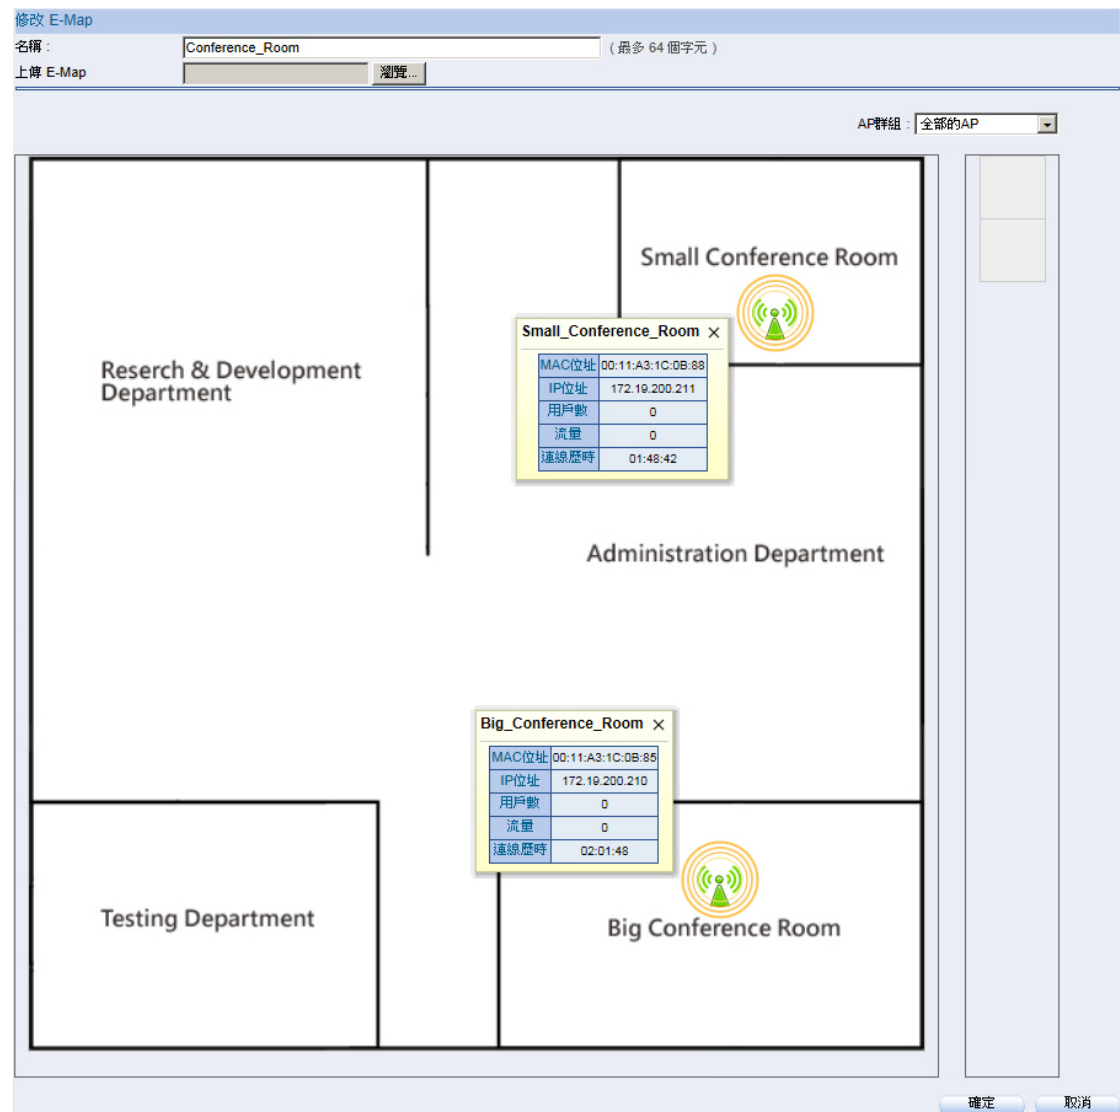 修改 E-Map
名稱 : Conference_Room (最多 64 個字元)
上傳 E-Map 瀏覽...
AP群組 : 全部的AP
Small Conference Room
Small_Conference_Room ×
MAC位址 00:11:A3:1C:0B:88
IP位址 172.19.200.211
用戶數 0
流量 0
連線歷時 01:48:42
Reserch & Development
Department
Administration Department
Big_Conference_Room ×
MAC位址 00:11:A3:1C:0B:85
IP位址 172.19.200.210
用戶數 0
流量 0
連線歷時 02:01:48
Testing Department
Big Conference Room
確定 取消